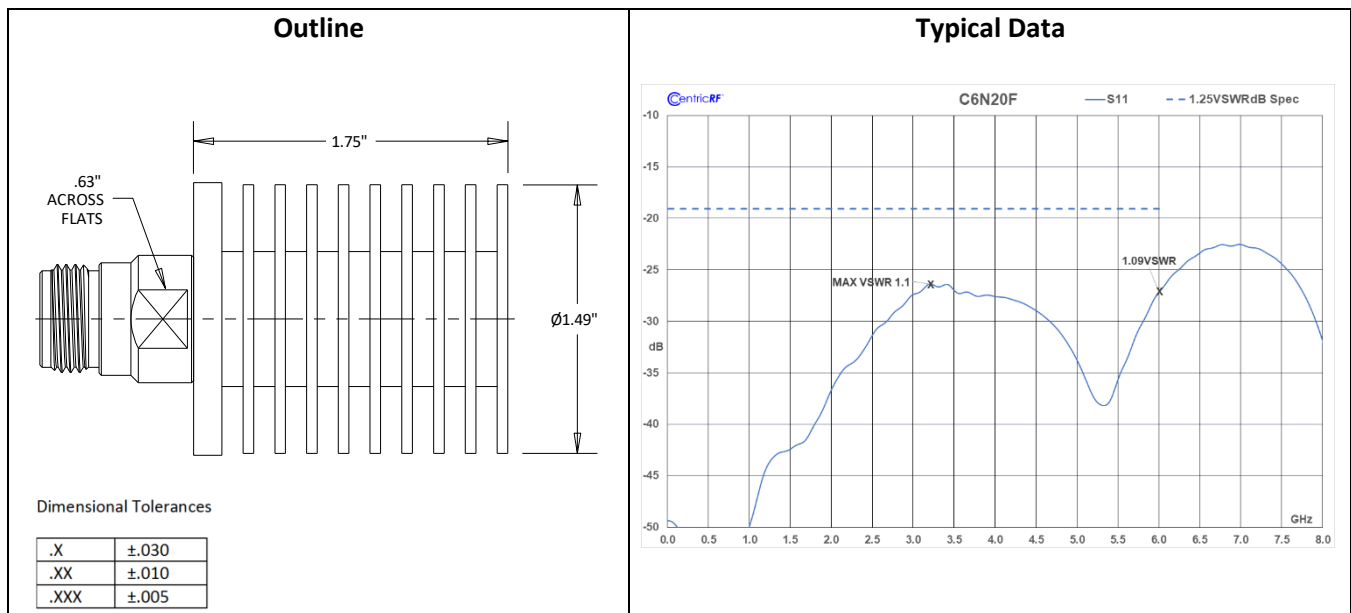 Outline
1.75"
.63"
ACROSS
FLATS
Ø1.49"
Dimensional Tolerances
.X ±.030
.XX ±.010
.XXX ±.005
Typical Data
CentricRF
C6N20F
S11
1.25VSWRdB Spec
-10
-15
-20
-25
-30
dB
-35
-40
-45
-50
MAX VSWR 1.1
1.09VSWR
GHz
0.0 0.5 1.0 1.5 2.0 2.5 3.0 3.5 4.0 4.5 5.0 5.5 6.0 6.5 7.0 7.5 8.0